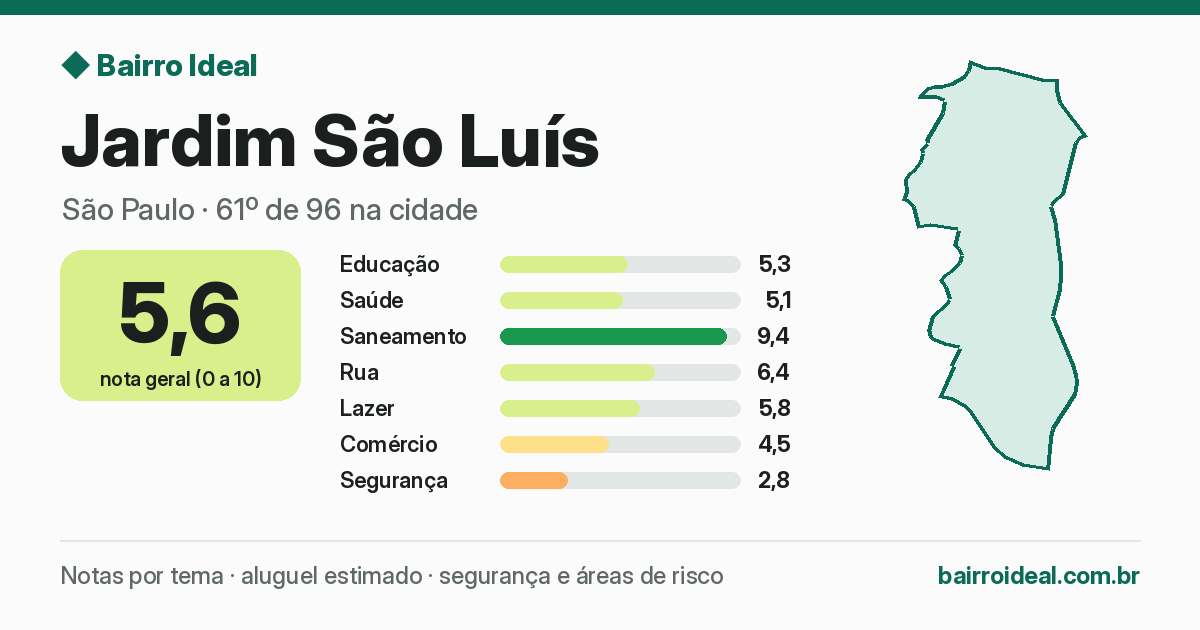 Bairro Ideal
Jardim São Luís
São Paulo · 61º de 96 na cidade
5,6
nota geral (0 a 10)
Educação 5,3
Saúde 5,1
Saneamento 9,4
Rua 6,4
Lazer 5,8
Comércio 4,5
Segurança 2,8
Notas por tema · aluguel estimado · segurança e áreas de risco
bairroideal.com.br